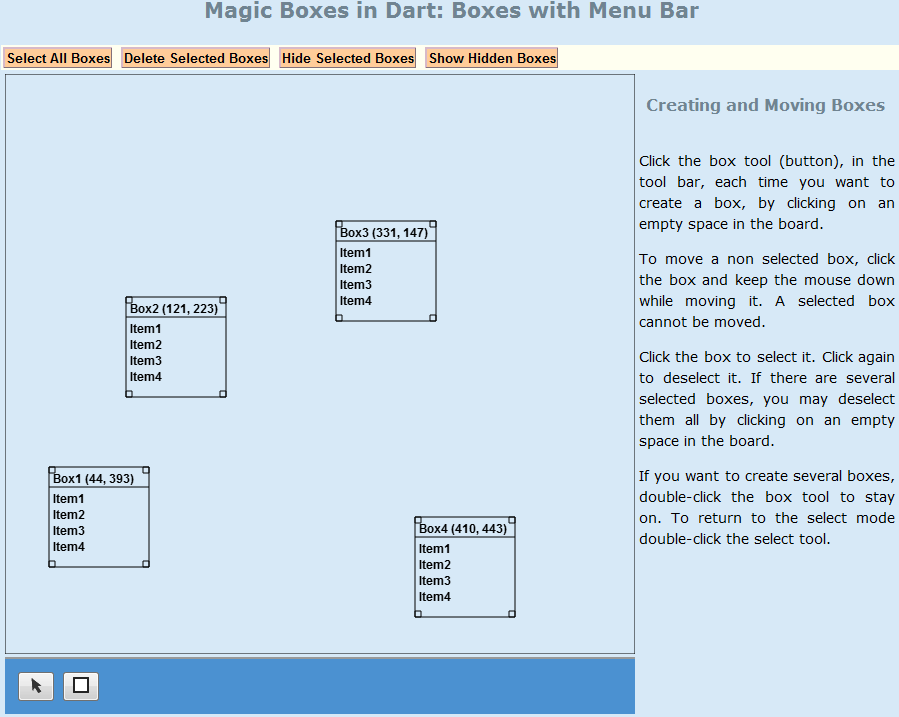 Magic Boxes in Dart: Boxes with Menu Bar
Select All Boxes Delete Selected Boxes Hide Selected Boxes Show Hidden Boxes
Box3 (331, 147)
Item1
Item2
Item3
Item4
Box2 (121, 223)
Item1
Item2
Item3
Item4
Box1 (44, 393)
Item1
Item2
Item3
Item4
Box4 (410, 443)
Item1
Item2
Item3
Item4
Creating and Moving Boxes
Click the box tool (button), in the
tool bar, each time you want to
create a box, by clicking on an
empty space in the board.
To move a non selected box, click
the box and keep the mouse down
while moving it. A selected box
cannot be moved.
Click the box to select it. Click again
to deselect it. If there are several
selected boxes, you may deselect
them all by clicking on an empty
space in the board.
If you want to create several boxes,
double-click the box tool to stay
on. To return to the select mode
double-click the select tool.